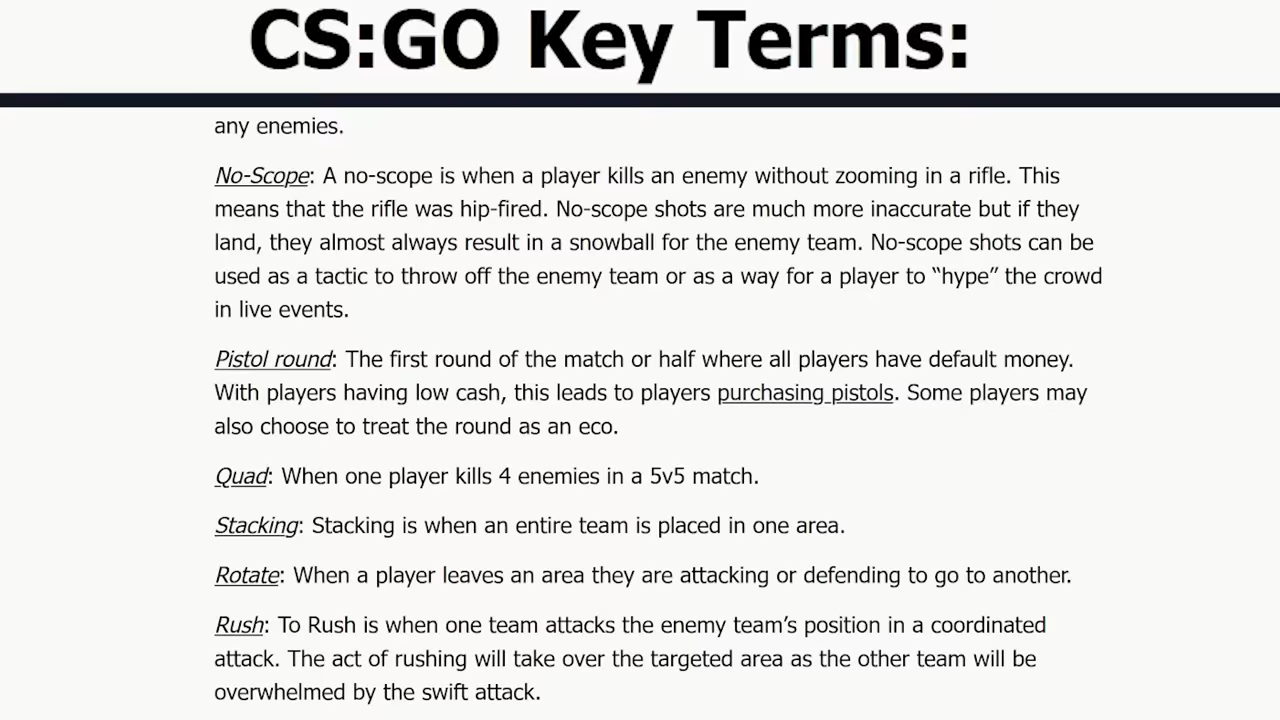 CS:GO Key Terms:
any enemies.
No-Scope: A no-scope is when a player kills an enemy without zooming in a rifle. This
means that the rifle was hip-fired. No-scope shots are much more inaccurate but if they
land, they almost always result in a snowball for the enemy team. No-scope shots can be
used as a tactic to throw off the enemy team or as a way for a player to “hype” the crowd
in live events.
Pistol round: The first round of the match or half where all players have default money.
With players having low cash, this leads to players purchasing pistols. Some players may
also choose to treat the round as an eco.
Quad: When one player kills 4 enemies in a 5v5 match.
Stacking: Stacking is when an entire team is placed in one area.
Rotate: When a player leaves an area they are attacking or defending to go to another.
Rush: To Rush is when one team attacks the enemy team’s position in a coordinated
attack. The act of rushing will take over the targeted area as the other team will be
overwhelmed by the swift attack.